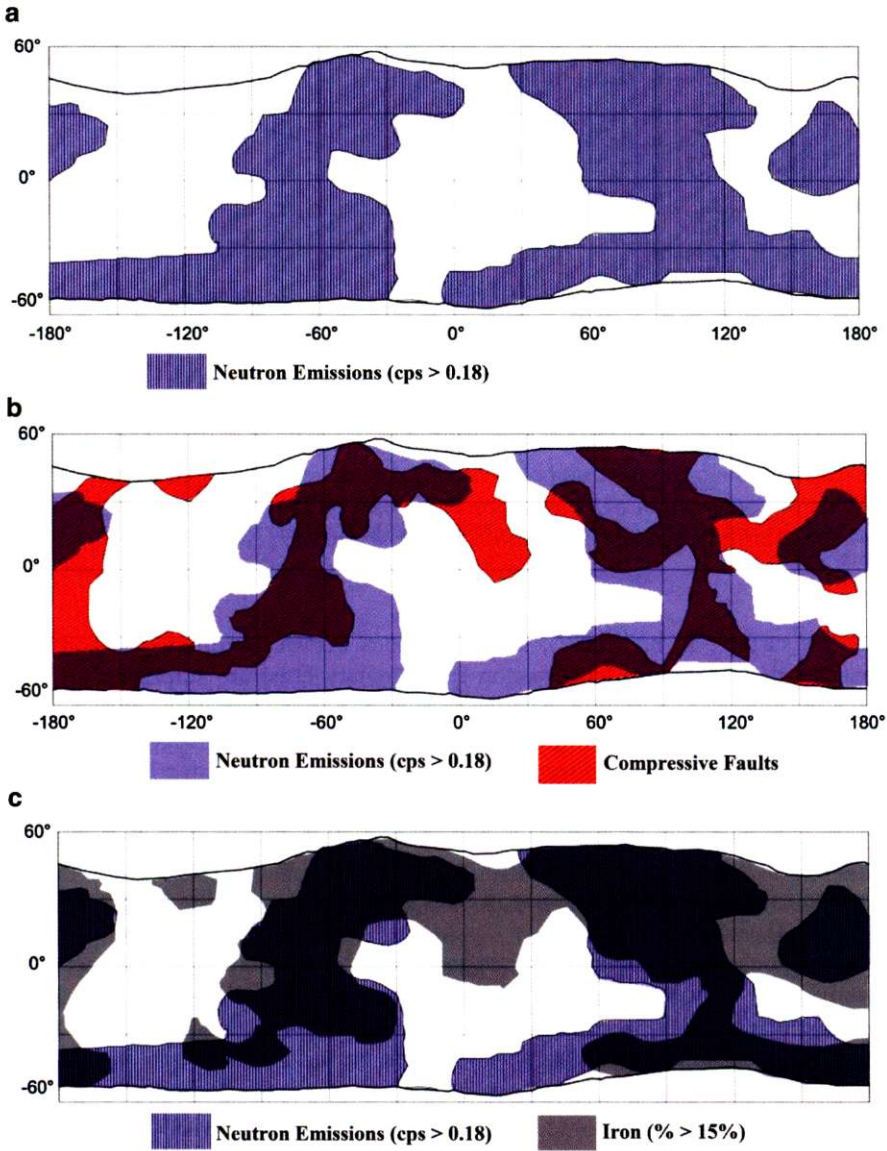 a
60°
0°
-60°
-180° -120° -60° 0° 60° 120° 180°
Neutron Emissions (cps > 0.18)
b
60°
0°
-60°
-180° -120° -60° 0° 60° 120° 180°
Neutron Emissions (cps > 0.18) Compressive Faults
c
60°
0°
-60°
Neutron Emissions (cps > 0.18) Iron (% > 15%)